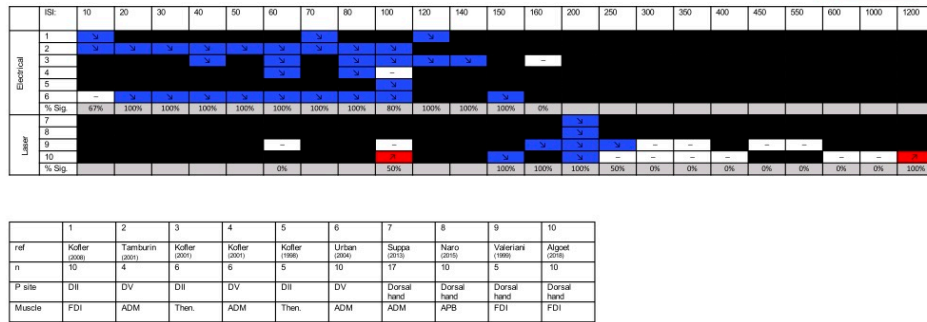 ISI: 10 20 30 40 50 60 70 80 100 120 140 150 160 200 250 300 350 400 450 550 600 1000 1200
Electrical
1 ↘ ↘ ↘
2 ↘ ↘ ↘ ↘ ↘ ↘ ↘ ↘ ↘
3 ↘ ↘ ↘ ↘ ↘ ↘ –
4 ↘ ↘ –
5 ↘
6 – ↘ ↘ ↘ ↘ ↘ ↘ ↘ ↘ ↘
% Sig. 67% 100% 100% 100% 100% 100% 100% 100% 80% 100% 100% 100% 0%
Laser
7 ↘
8 ↘
9 – – ↘ ↘ ↘ – – – –
10 ↗ ↘ ↘ – – – – – – ↗
% Sig. 0% 50% 100% 100% 100% 50% 0% 0% 0% 0% 0% 0% 0% 100%
1 2 3 4 5 6 7 8 9 10
ref Kofler Tamburin Kofler Kofler Kofler Urban Suppa Naro Valeriani Algoet
(2008) (2001) (2001) (2001) (1998) (2004) (2013) (2015) (1999) (2018)
n 10 4 6 6 5 10 17 10 5 10
P site DII DV DII DV DII DV Dorsal hand Dorsal hand Dorsal hand Dorsal hand
Muscle FDI ADM Then. ADM Then. ADM ADM APB FDI FDI